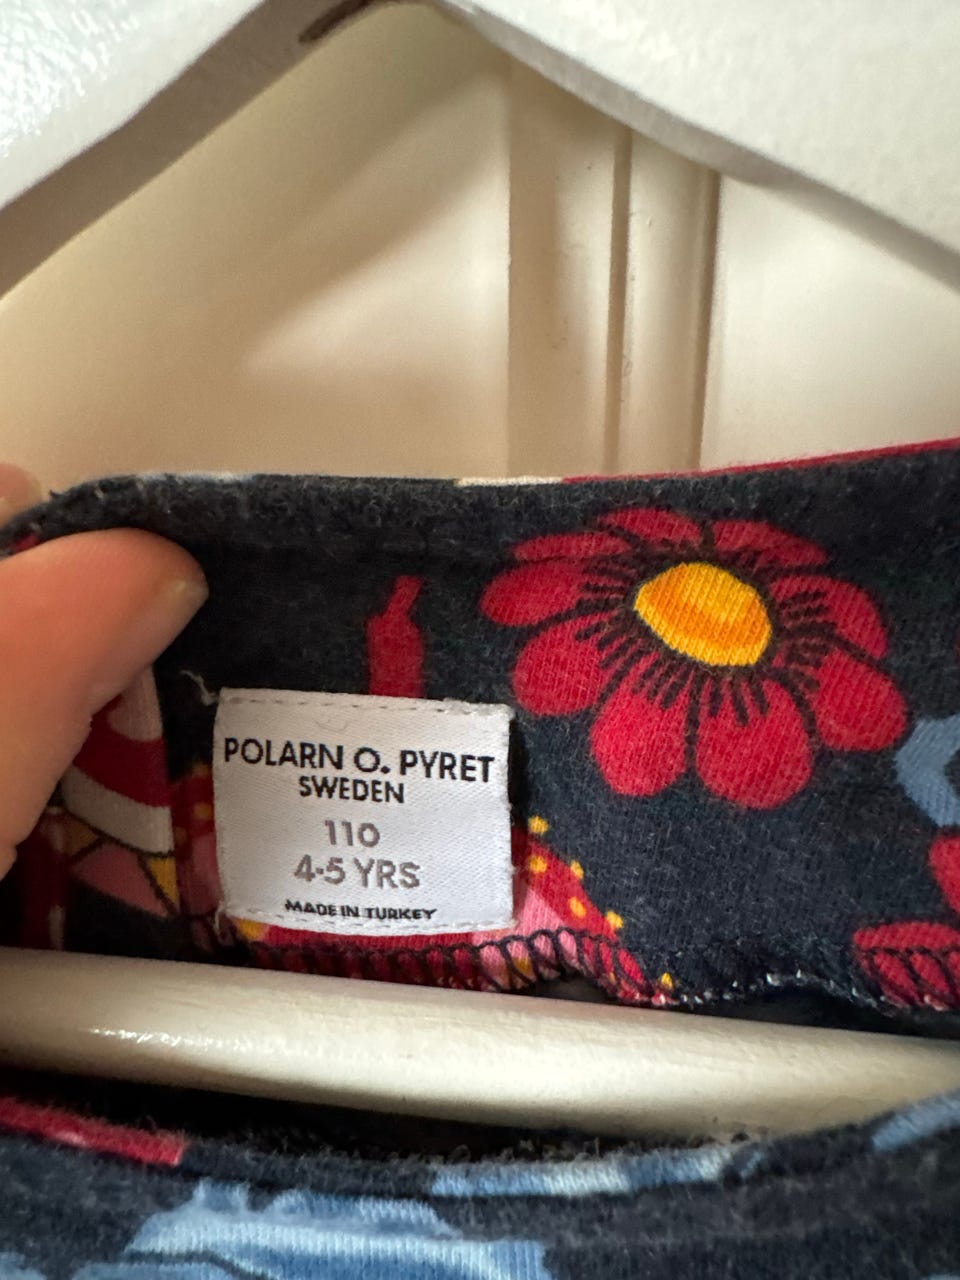 POLARN O. PYRET
SWEDEN
110
4-5 YRS
MADE IN TURKEY